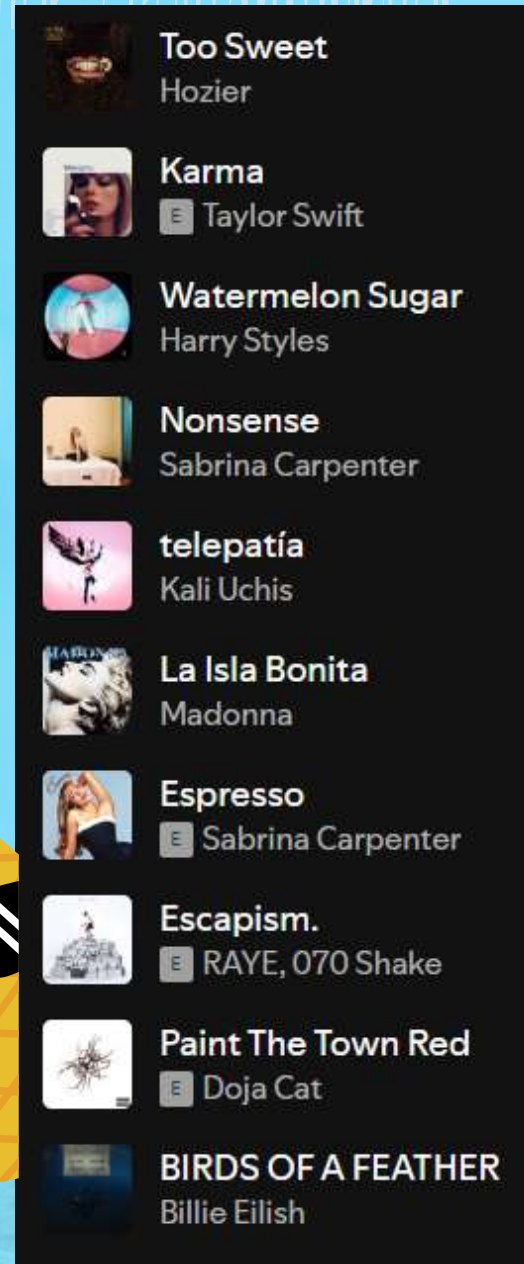 Too Sweet
Hozier
Karma
E Taylor Swift
Watermelon Sugar
Harry Styles
Nonsense
Sabrina Carpenter
telepatía
Kali Uchis
MADONNA
La Isla Bonita
Madonna
Espresso
E Sabrina Carpenter
Escapism.
E RAYE, 070 Shake
Paint The Town Red
E Doja Cat
BIRDS OF A FEATHER
Billie Eilish